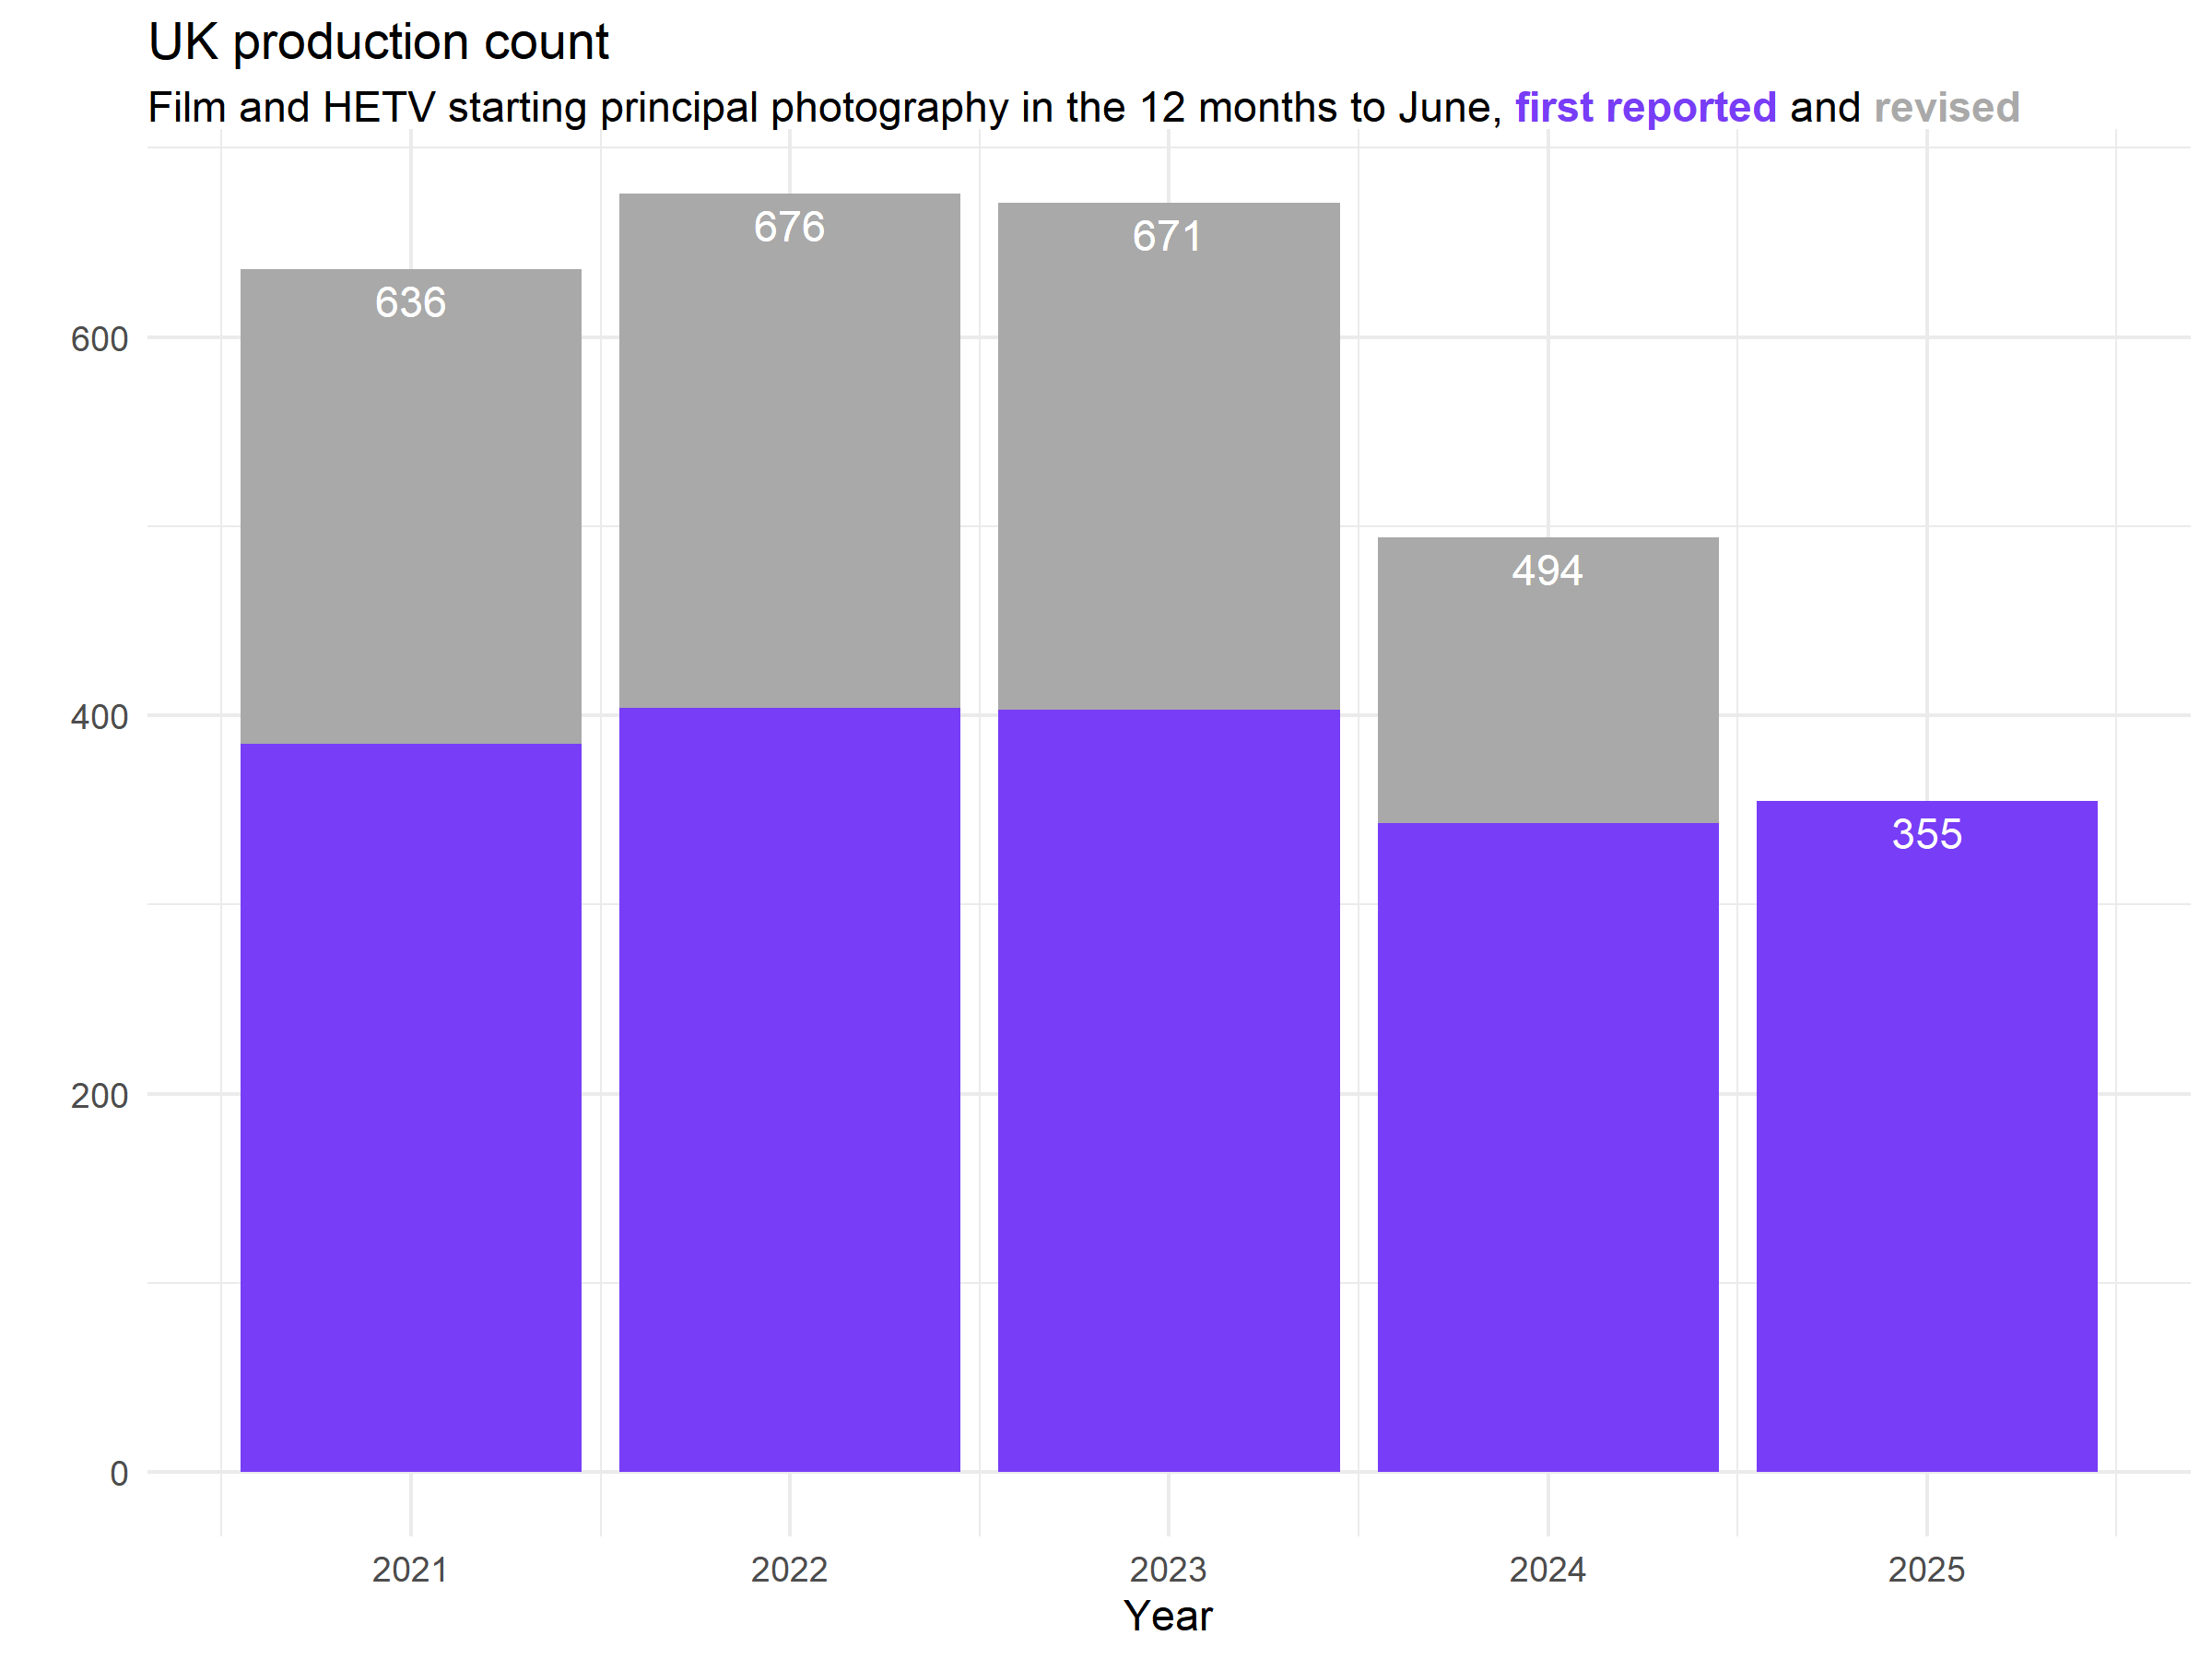 UK production count
Film and HETV starting principal photography in the 12 months to June, first reported and revised
676
671
636
600
494
400
355
200
0
2021 2022 2023 2024 2025
Year